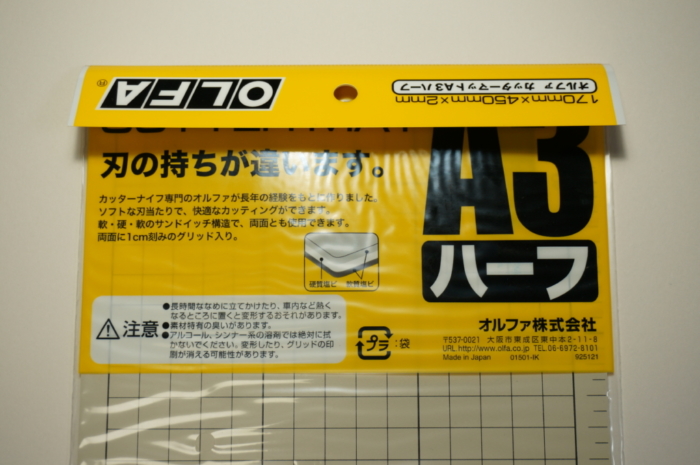 OLFA
®
オルファ カッターマットA3ハーフ
170mm×450mm×2mm
刃の持ちが違います。
A3
ハーフ
カッターナイフ専門のオルファが長年の経験をもとに作りました。
ソフトな刃当たりで、快適なカッティングができます。
軟・硬・軟のサンドイッチ構造で、両面とも使用できます。
両面に1cm刻みのグリッド入り。
硬質塩ビ 軟質塩ビ
注意
●長時間ななめに立てかけたり、車内など熱く
なるところに置くと変形するおそれがあります。
●素材特有の臭いがあります。
●アルコール、シンナー系の溶剤では絶対に拭
かないでください。変形したり、グリッドの印
刷が消える可能性があります。
プラ :袋
オルファ株式会社
〒537-0021 大阪市東成区東中本2-11-8
URL http://www.olfa.co.jp TEL.06-6972-8101
Made in Japan 01501-IK 925121